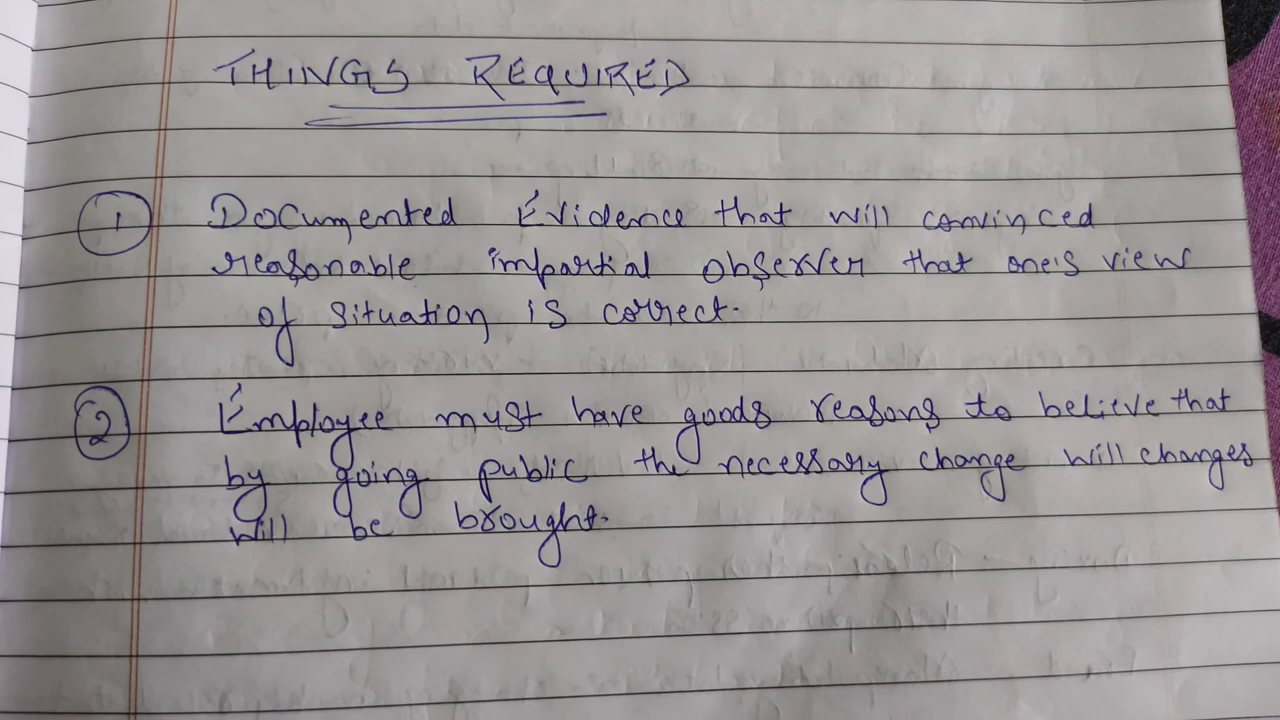 THINGS REQUIRED
① Documented Evidence that will convinced
reasonable impartial observer that one's view
of situation is correct.
② Employee must have goods reasons to believe that
by going public the necessary change will changes
will be brought.